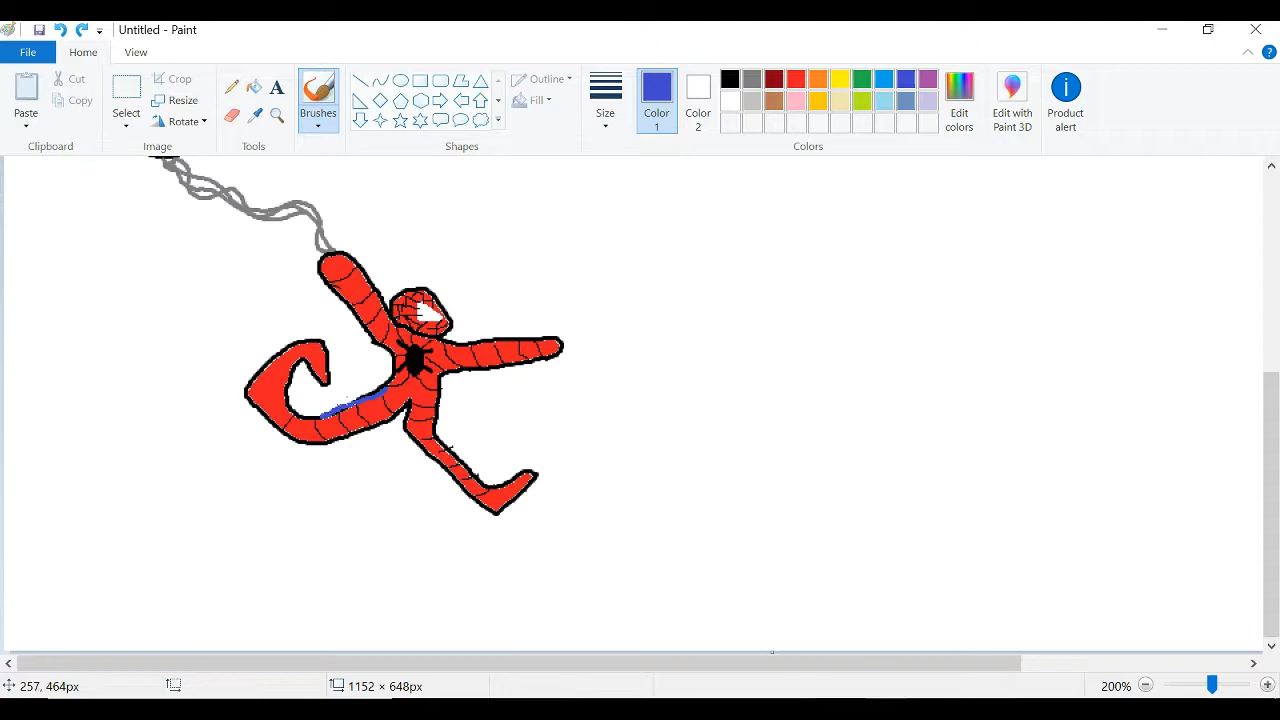 Untitled - Paint
File Home View
Paste
Cut
Copy
Clipboard
Select
Crop
Resize
Rotate
Image
A
Tools
Brushes
Outline
Fill
Shapes
Size
Color 1
Color 2
Edit colors
Edit with Paint 3D
Product alert
Colors
257, 464px
1152 × 648px
200%